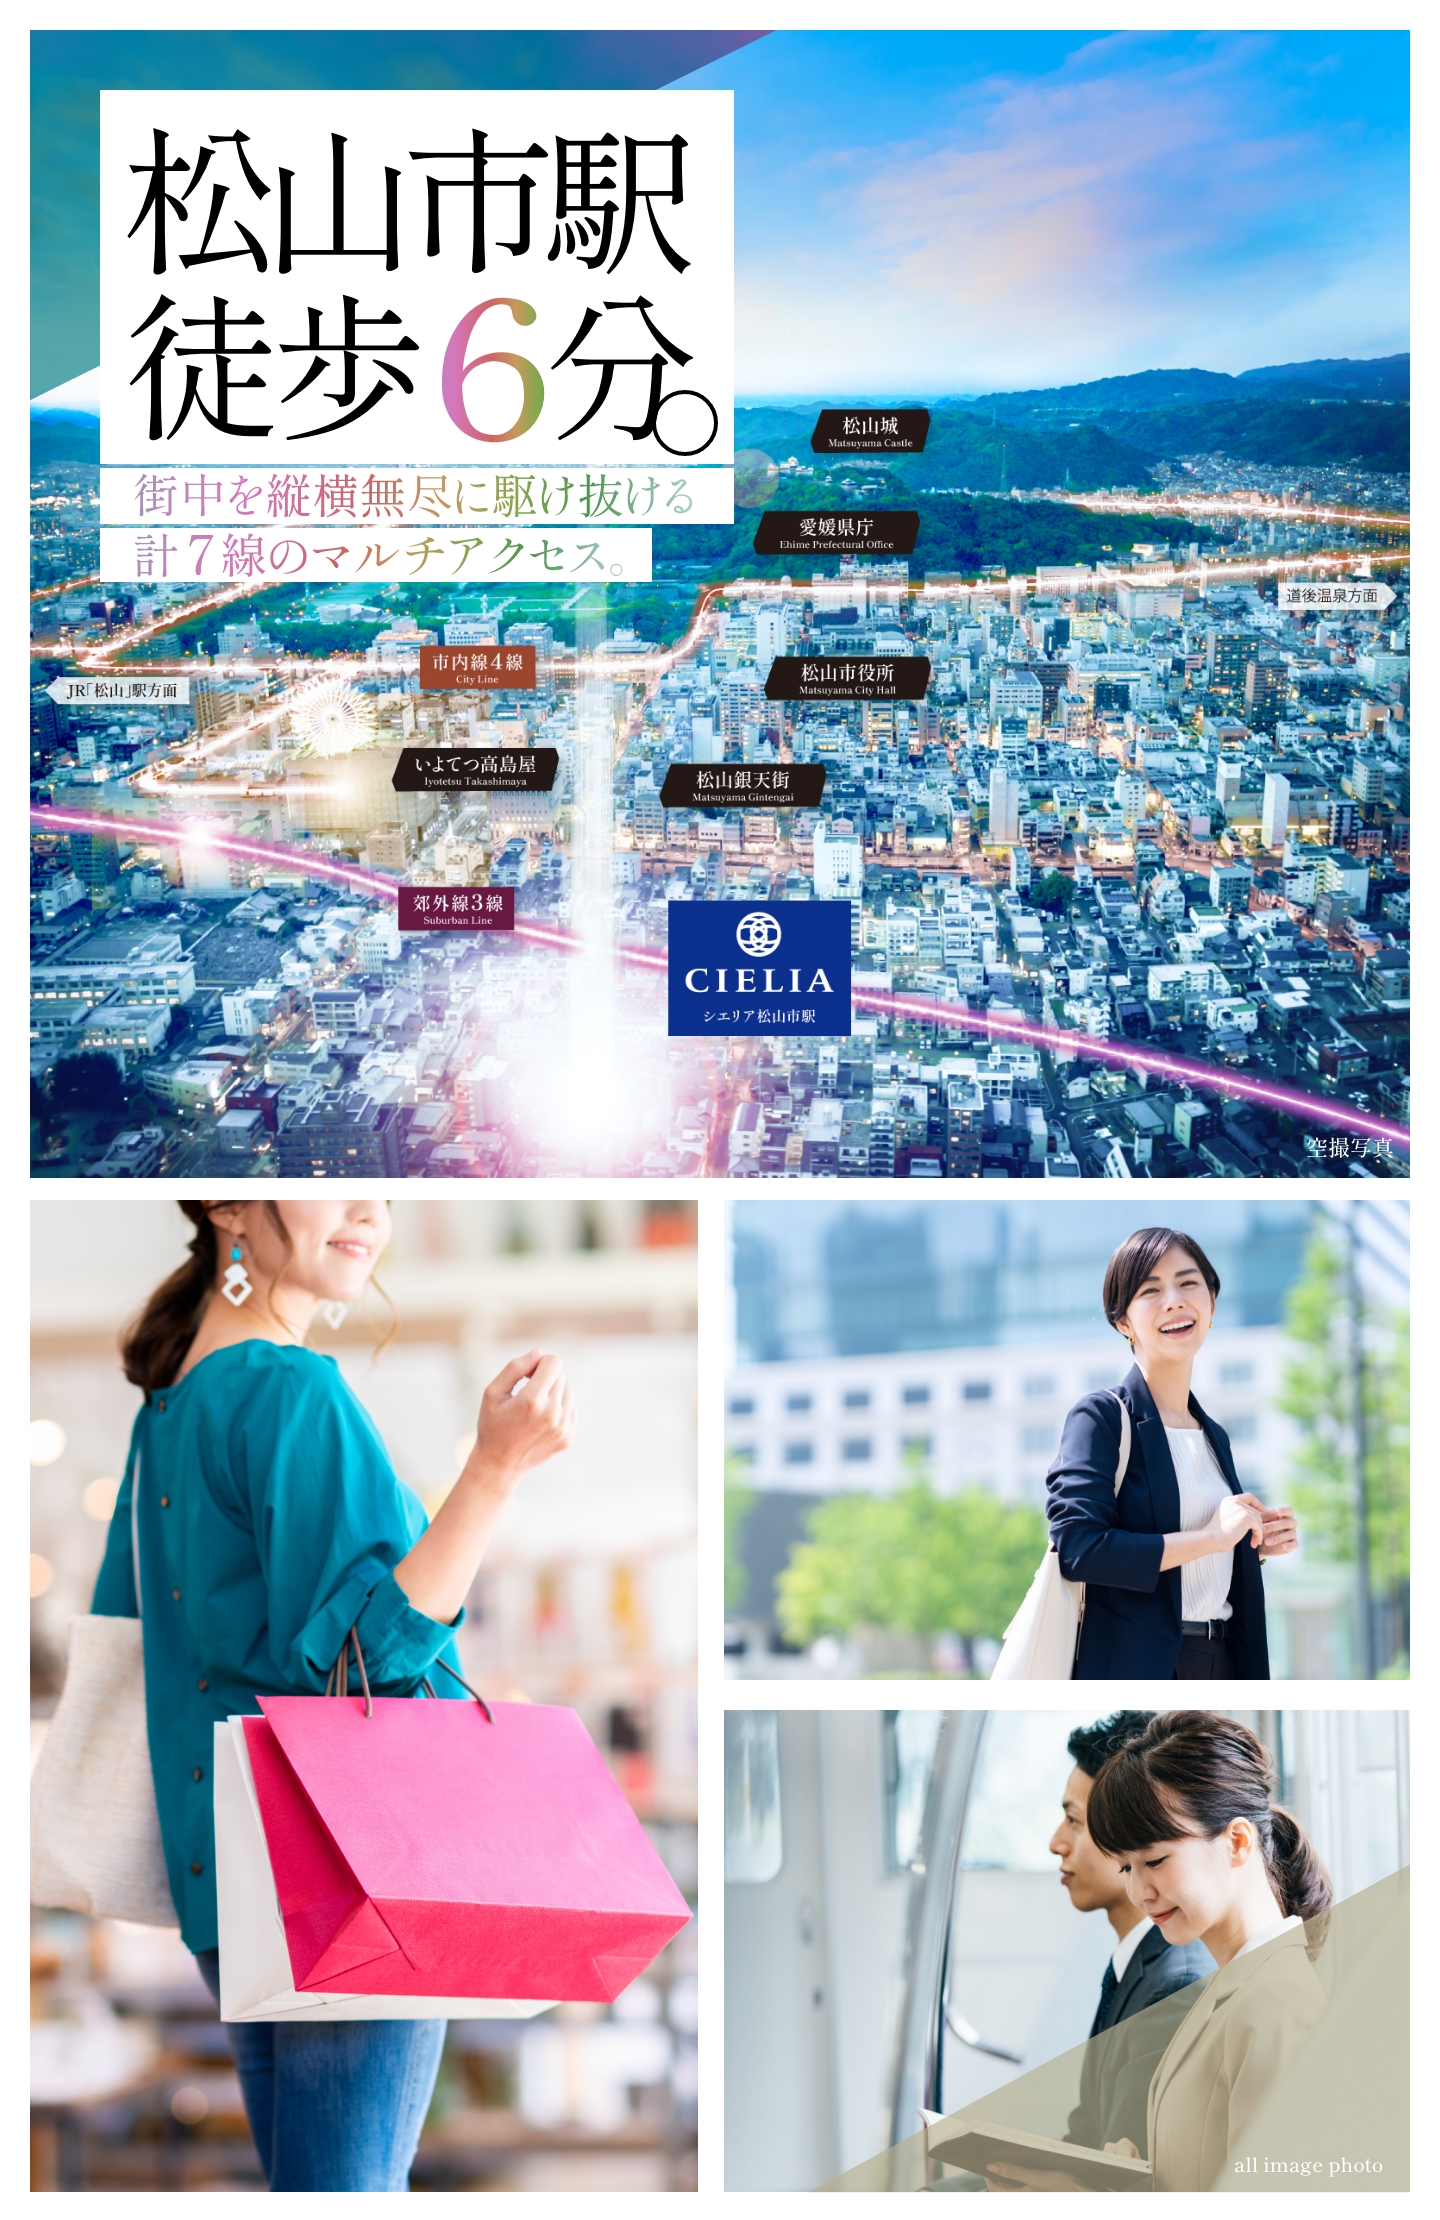 松山市駅
徒歩6分。
街中を縦横無尽に駆け抜ける
計7線のマルチアクセス。
松山城
Matsuyama Castle
愛媛県庁
Ehime Prefectural Office
道後温泉方面
市内線4線
City Line
松山市役所
Matsuyama City Hall
JR「松山」駅方面
いよてつ高島屋
Iyotetsu Takashimaya
松山銀天街
Matsuyama Gintengai
郊外線3線
Suburban Line
CIELIA
シエリア松山市駅
空撮写真
all image photo